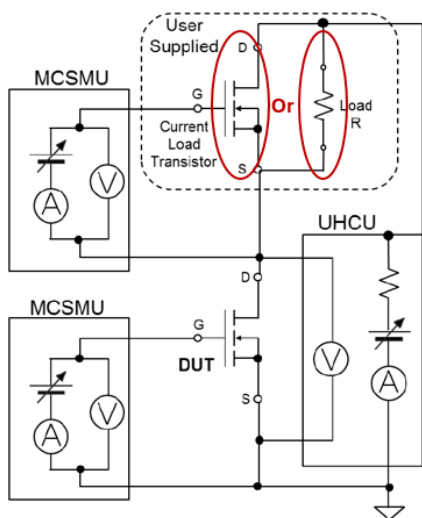 User
Supplied
D
MCSMU
G
Or
Current
Load
Transistor
Load
R
V
A
S
UHCU
D
MCSMU
G
DUT
V
V
A
A
S